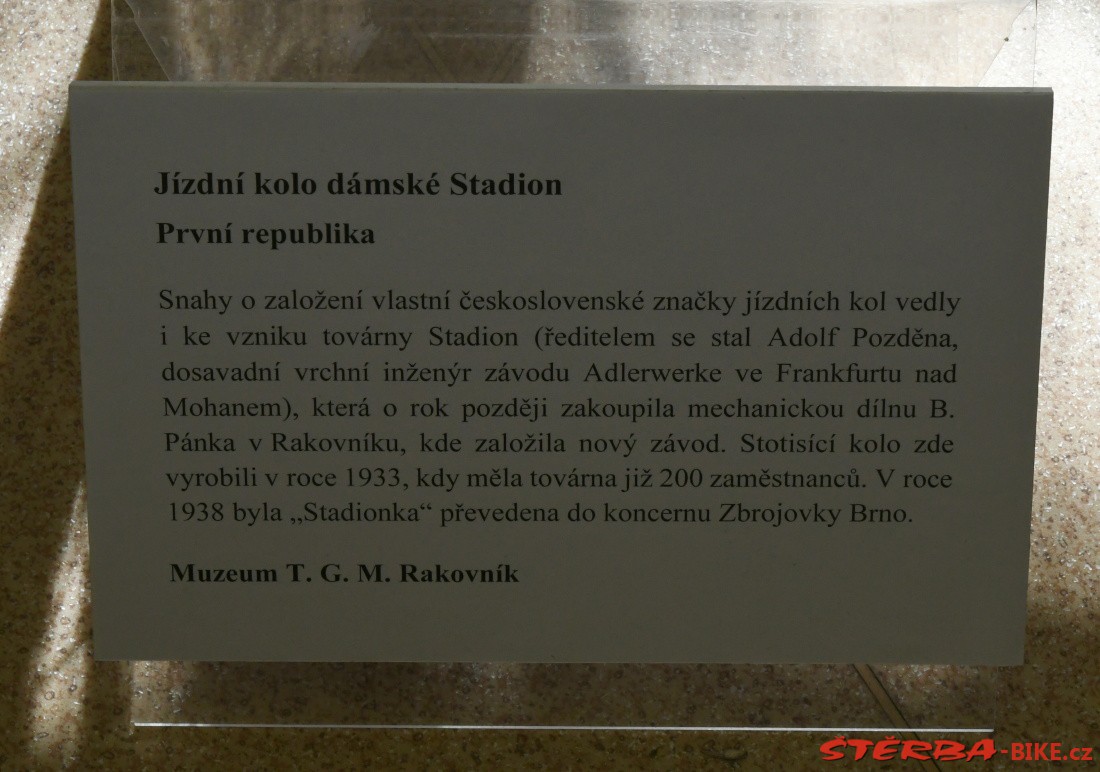 Jízdní kolo dámské Stadion
První republika
Snahy o založení vlastní československé značky jízdních kol vedly
i ke vzniku továrny Stadion (ředitelem se stal Adolf Pozděna,
dosavadní vrchní inženýr závodu Adlerwerke ve Frankfurtu nad
Mohanem), která o rok později zakoupila mechanickou dílnu B.
Pánka v Rakovníku, kde založila nový závod. Stotisící kolo zde
vyrobili v roce 1933, kdy měla továrna již 200 zaměstnanců. V roce
1938 byla „Stadionka“ převedena do koncernu Zbrojovky Brno.
Muzeum T. G. M. Rakovník
ŠTĚRBA-BIKE.cz